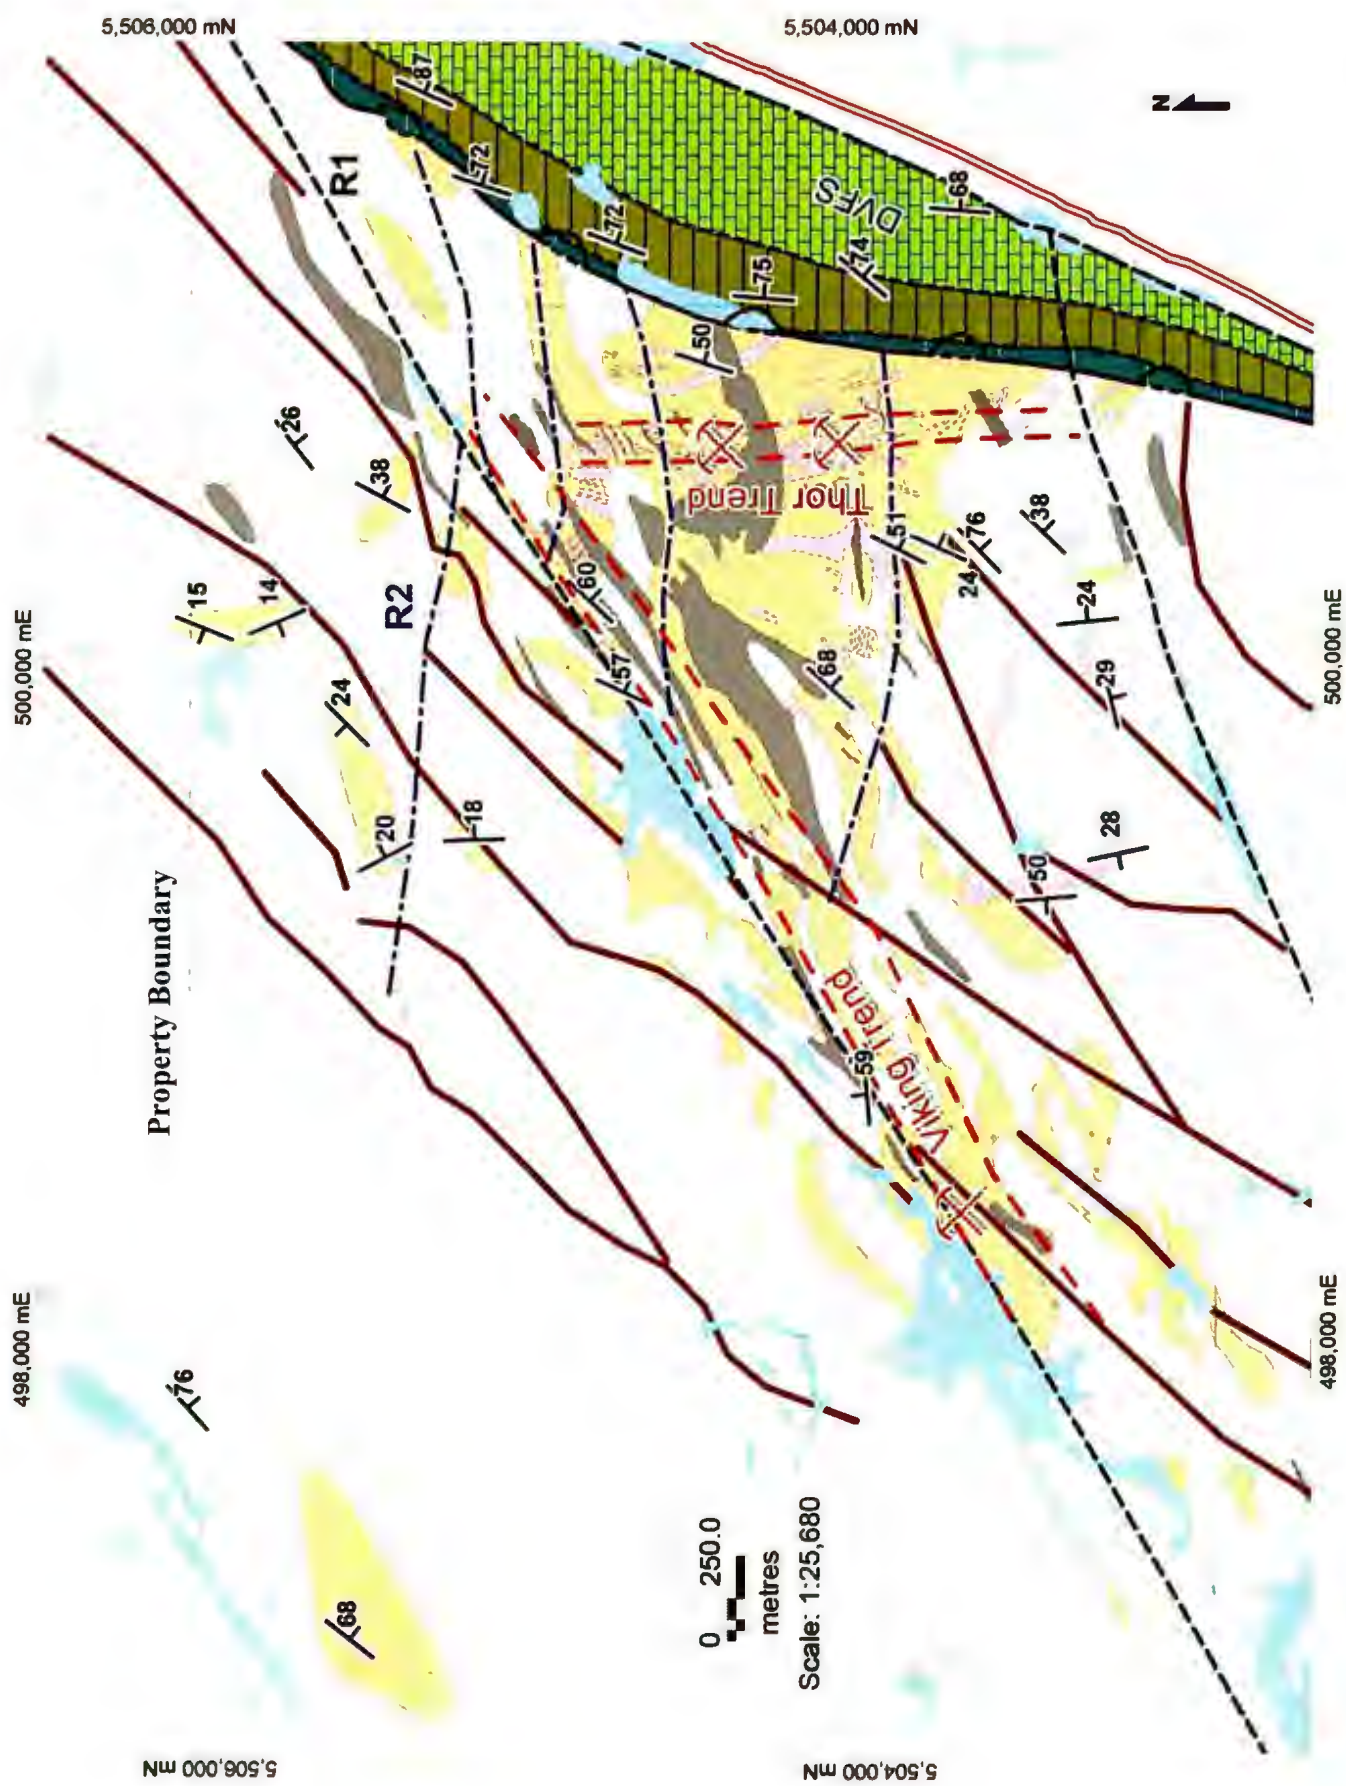 5,506,000 mN
5,504,000 mN
N
87
R1
72
DVFS
68
72
74
75
50
26
38
Thor Trend
15
14
R2
60
51
76
38
24
24
500,000 mE
500,000 mE
57
68
24
29
20
18
28
50
Property Boundary
Viking Trend
59
498,000 mE
498,000 mE
76
68
0 250.0
metres
Scale: 1:25,680
5,506,000 mN
5,504,000 mN